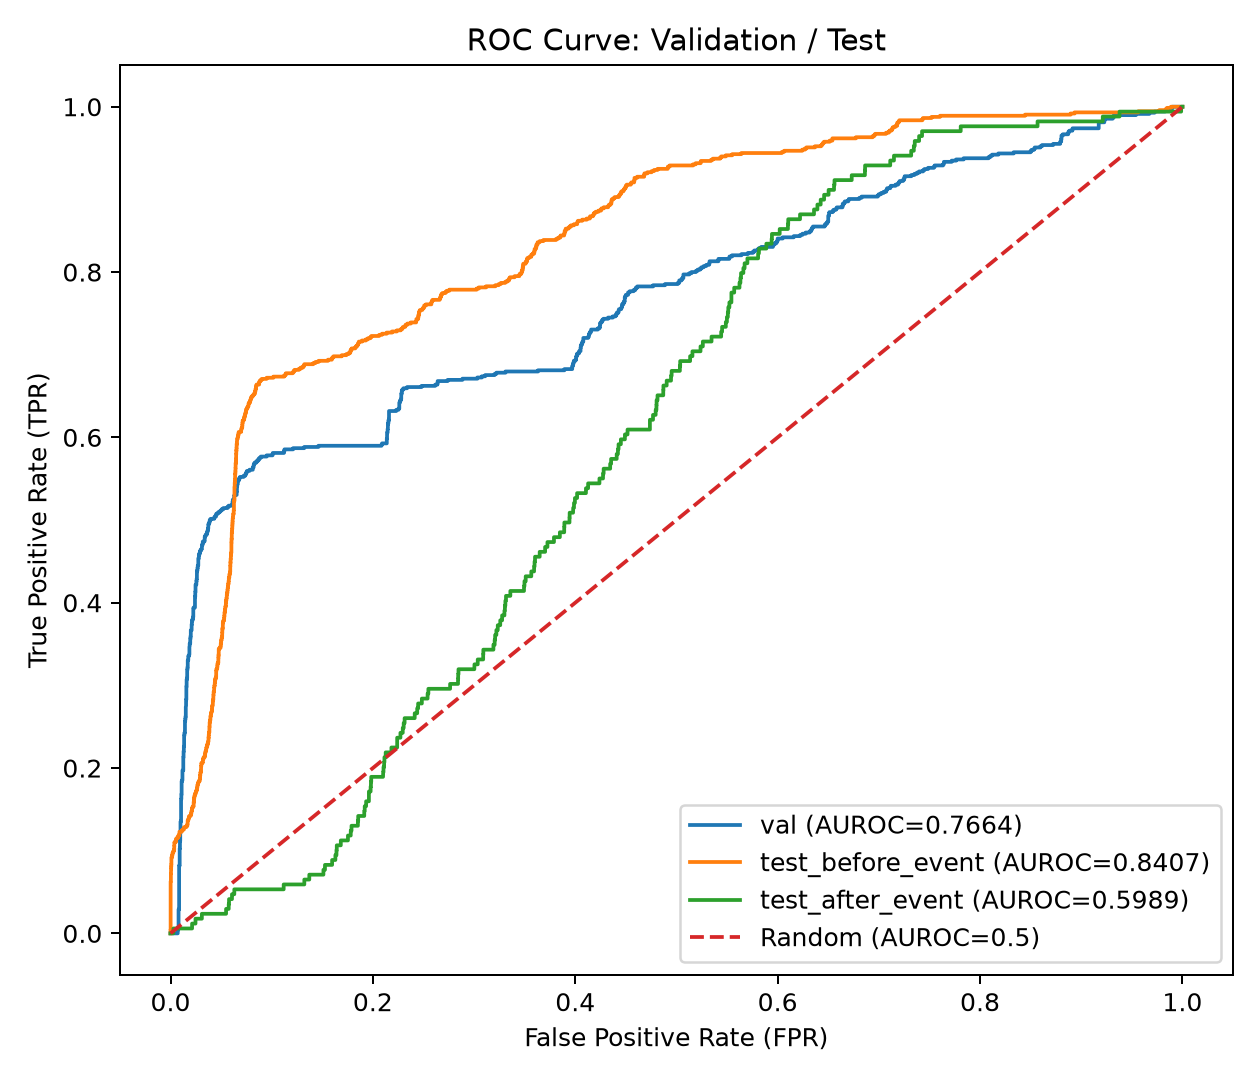 ROC Curve: Validation / Test
True Positive Rate (TPR)
1.0
0.8
0.6
0.4
0.2
0.0
val (AUROC=0.7664)
test_before_event (AUROC=0.8407)
test_after_event (AUROC=0.5989)
Random (AUROC=0.5)
0.0 0.2 0.4 0.6 0.8 1.0
False Positive Rate (FPR)